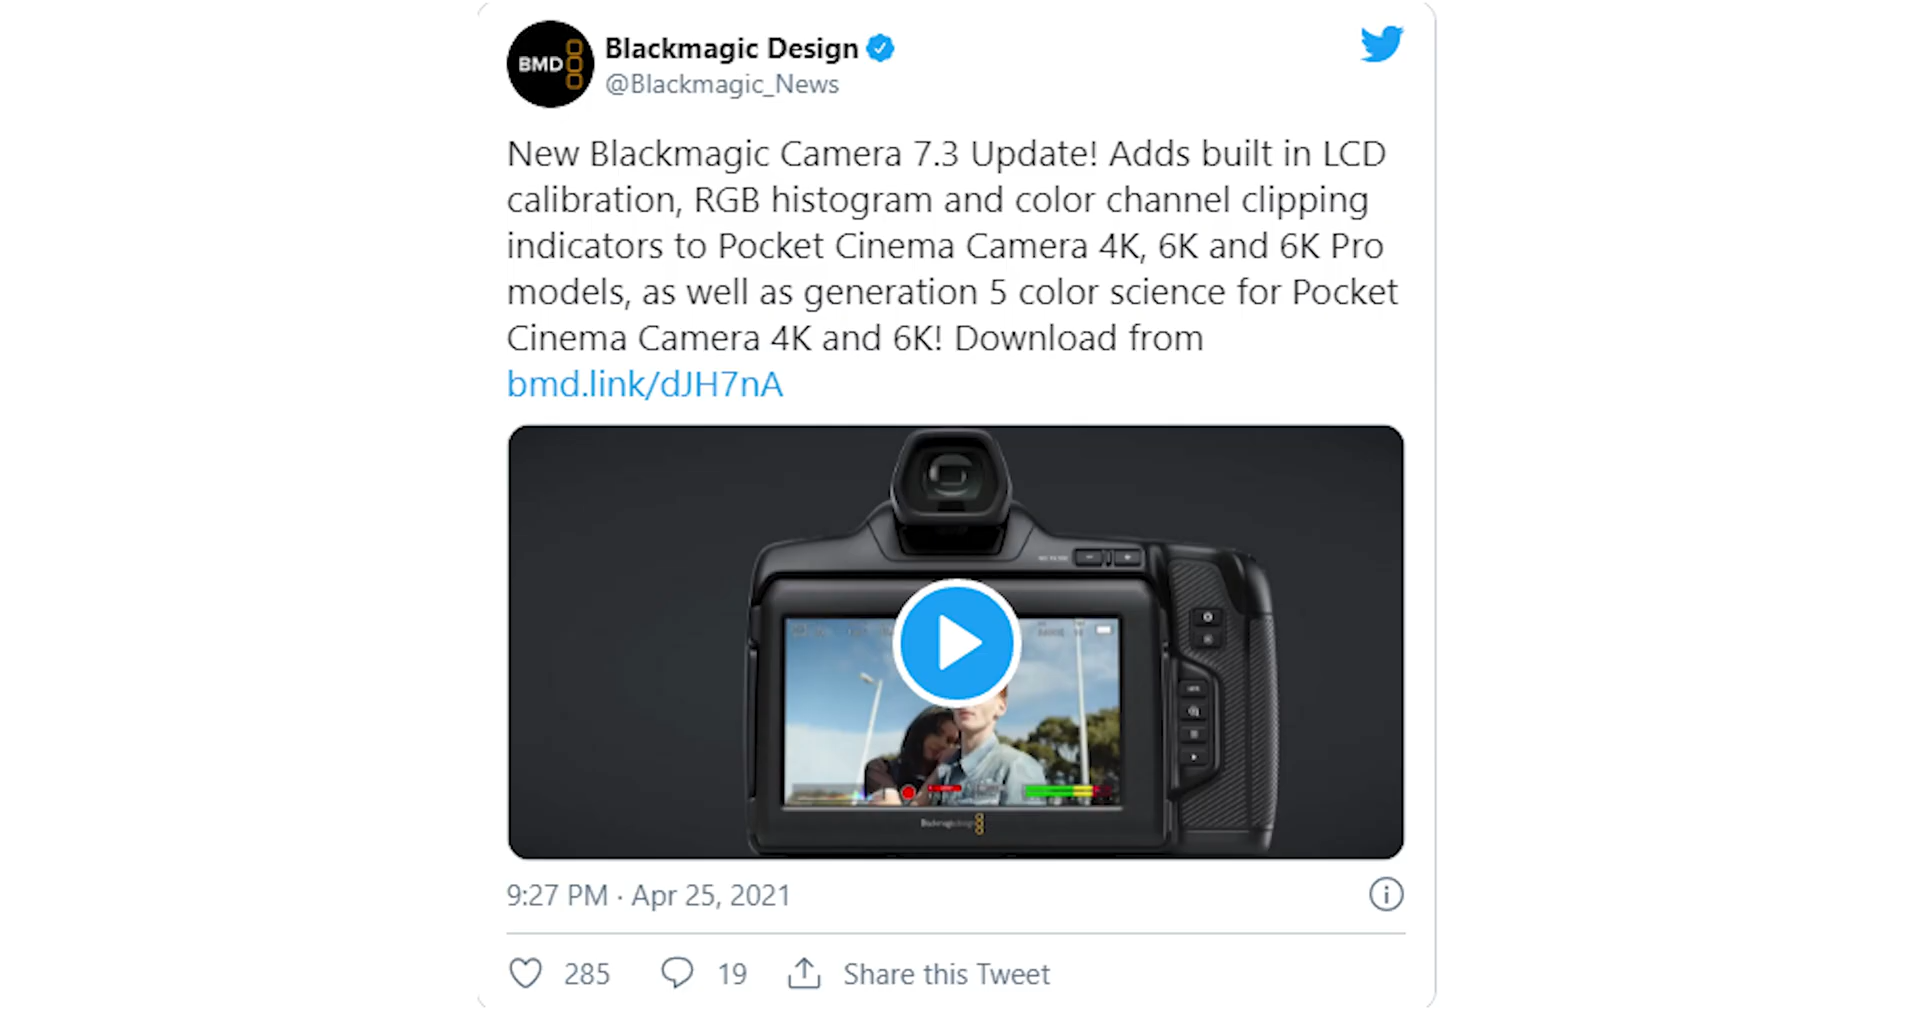 BMD
Blackmagic Design
@Blackmagic_News
New Blackmagic Camera 7.3 Update! Adds built in LCD
calibration, RGB histogram and color channel clipping
indicators to Pocket Cinema Camera 4K, 6K and 6K Pro
models, as well as generation 5 color science for Pocket
Cinema Camera 4K and 6K! Download from
bmd.link/dJH7nA
Blackmagicdesign
9:27 PM · Apr 25, 2021
285 19 Share this Tweet